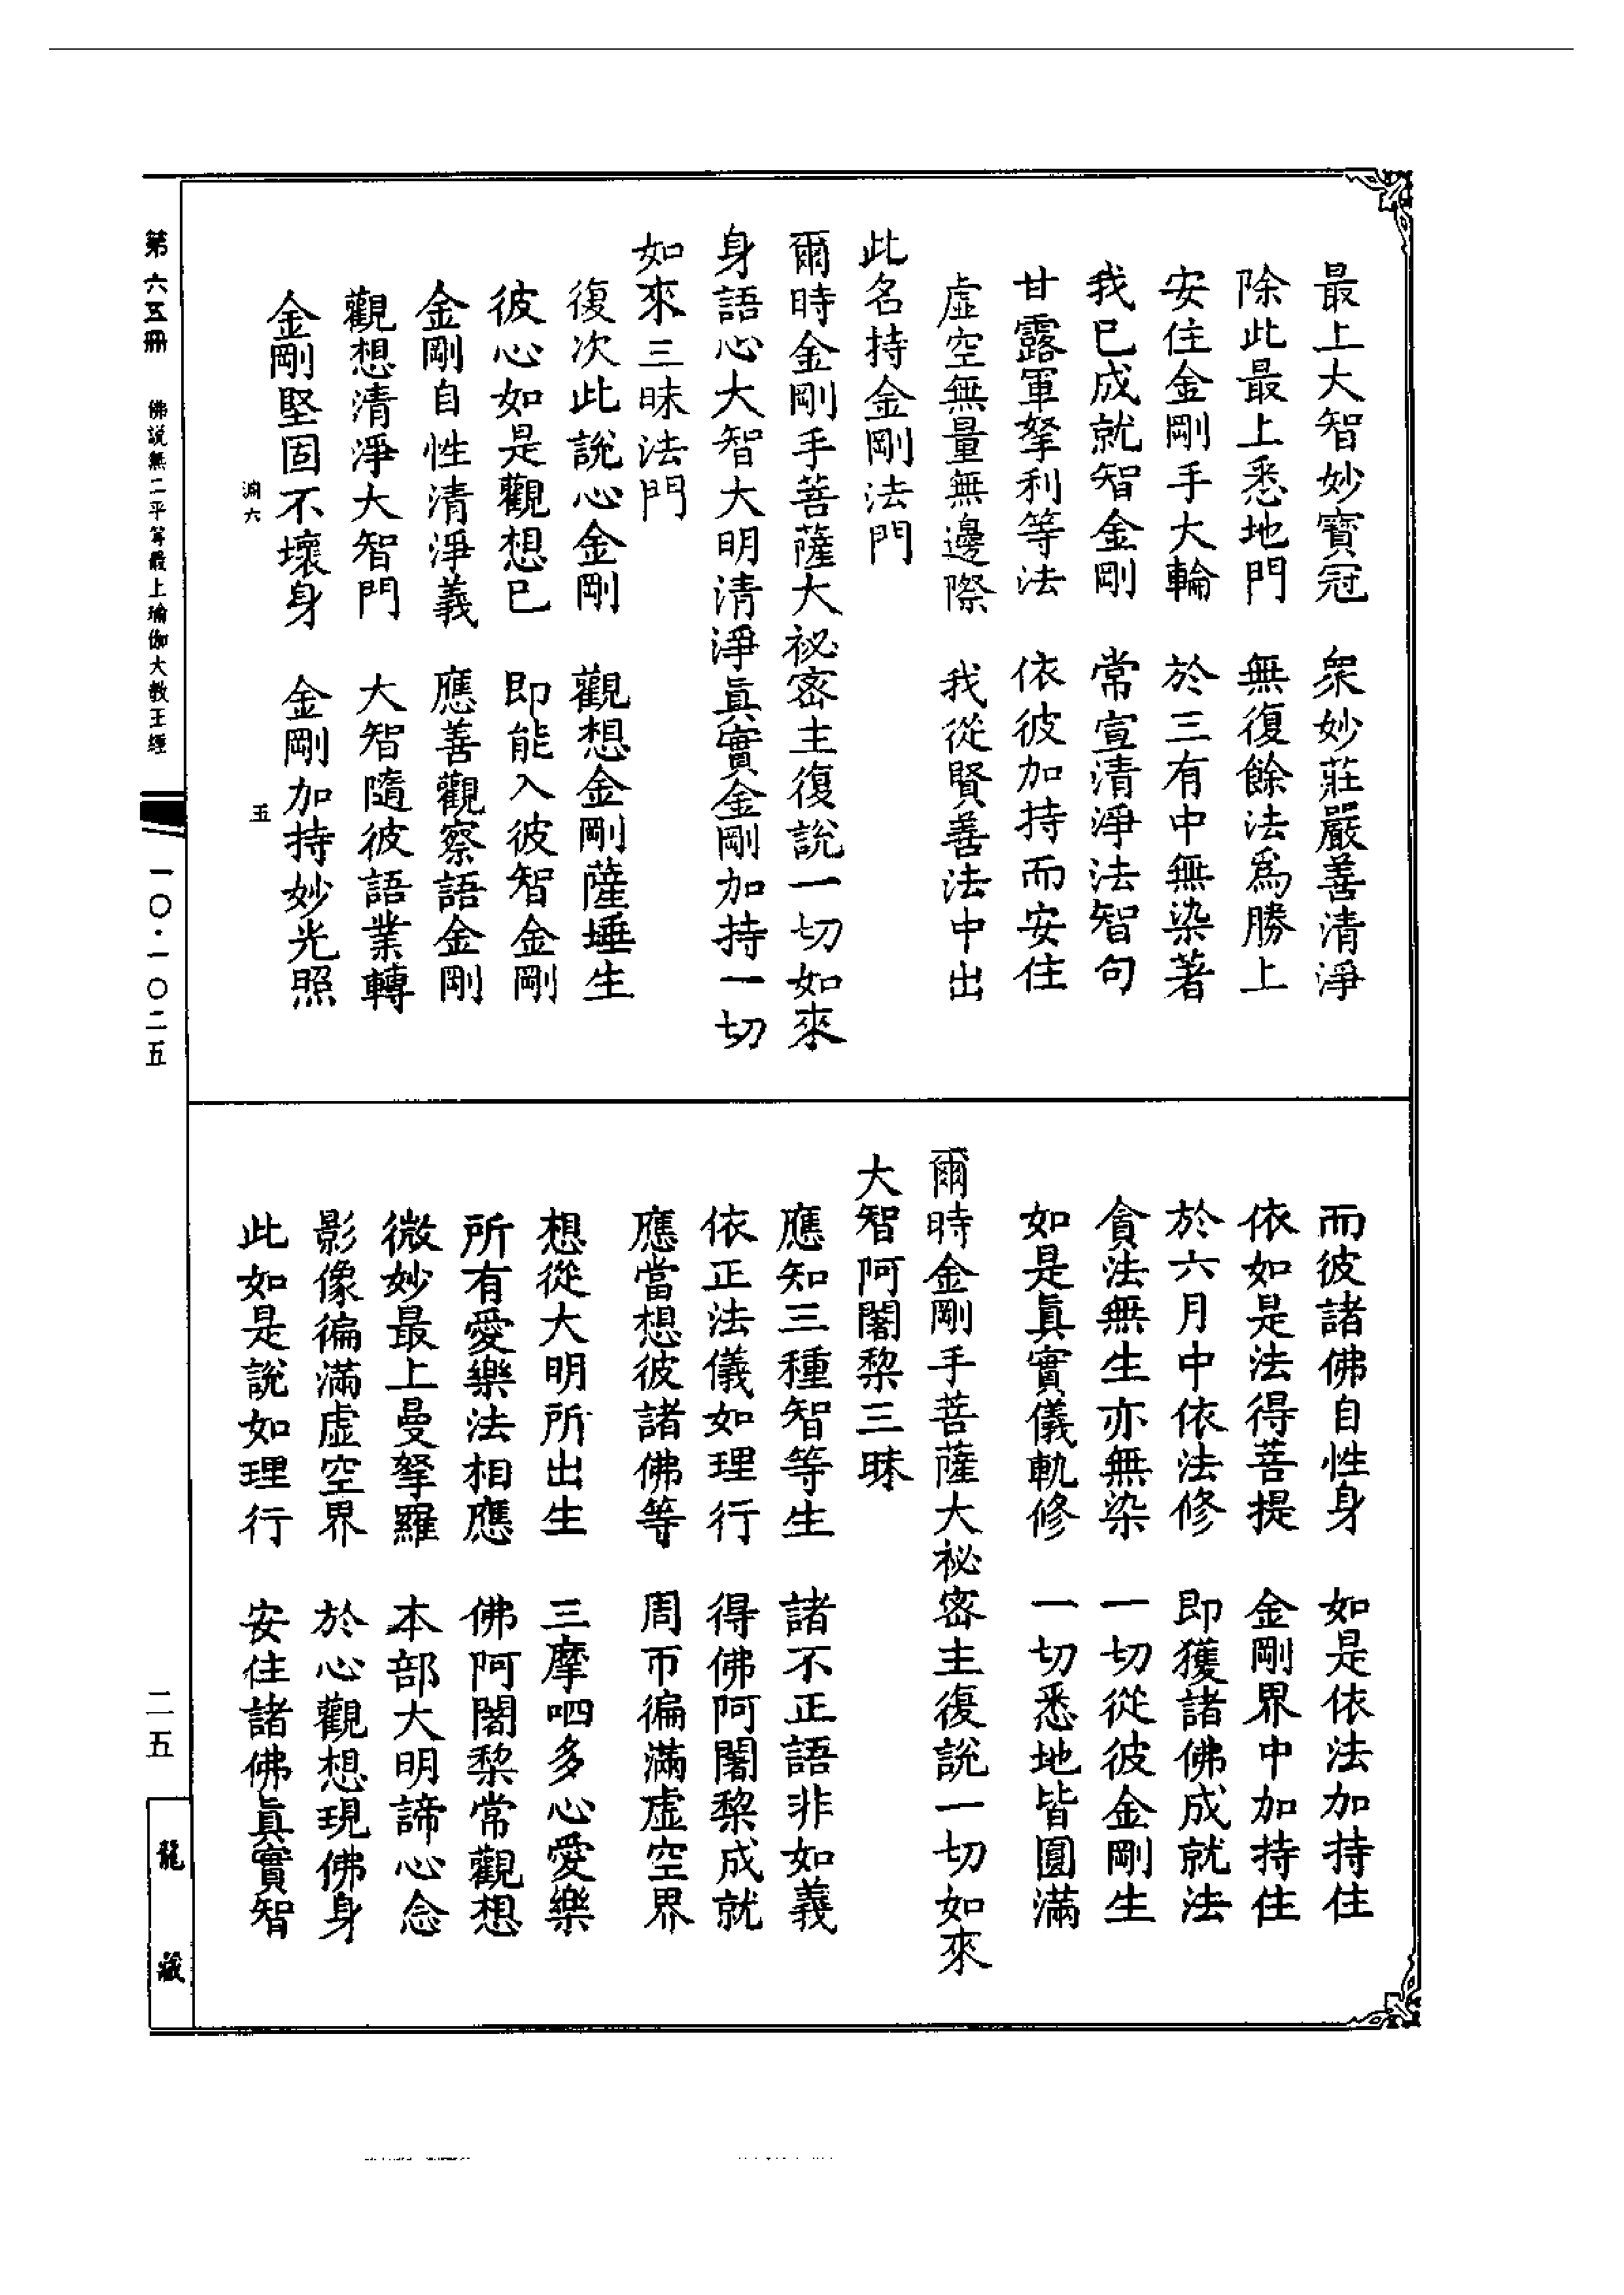 最上大智妙寶冠　眾妙莊嚴善清淨
除此最上悉地門　無復餘法爲勝上
安住金剛手大輪　於三有中無染著
我已成就智金剛　常宣清淨法智句
甘露軍拏利等法　依彼加持而安住
虛空無量無邊際　我從賢善法中出
此名持金剛法門
爾時金剛手菩薩大祕密主復說一切如來
身語心大智大明清淨眞實金剛加持一切
如來三昧法門
復次此說心金剛　觀想金剛薩埵生
彼心如是觀想已　即能入彼智金剛
金剛自性清淨義　應善觀察語金剛
觀想清淨大智門　大智隨彼語業轉
金剛堅固不壞身　金剛加持妙光照
六　五
而彼諸佛自性身　如是依法加持住
依如是法得菩提　金剛界中加持住
於六月中依法修　即獲諸佛成就法
貪法無生亦無染　一切從彼金剛生
如是眞實儀軌修　一切悉地皆圓滿
爾時金剛手菩薩大祕密主復說一切如來
大智阿闍梨三昧
應知三種智等生　諸不正語非如義
依正法儀如理行　得佛阿闍梨成就
應當想彼諸佛等　周帀徧滿虛空界
想從大明所出生　三摩呬多心愛樂
所有愛樂法相應　佛阿闍梨常觀想
微妙最上曼拏羅　本部大明諦心念
影像徧滿虛空界　於心觀想現佛身
此如是說如理行　安住諸佛眞實智
第六五冊　佛説無二平等最上瑜伽大教王經
一〇·一〇二五
二五
龍藏